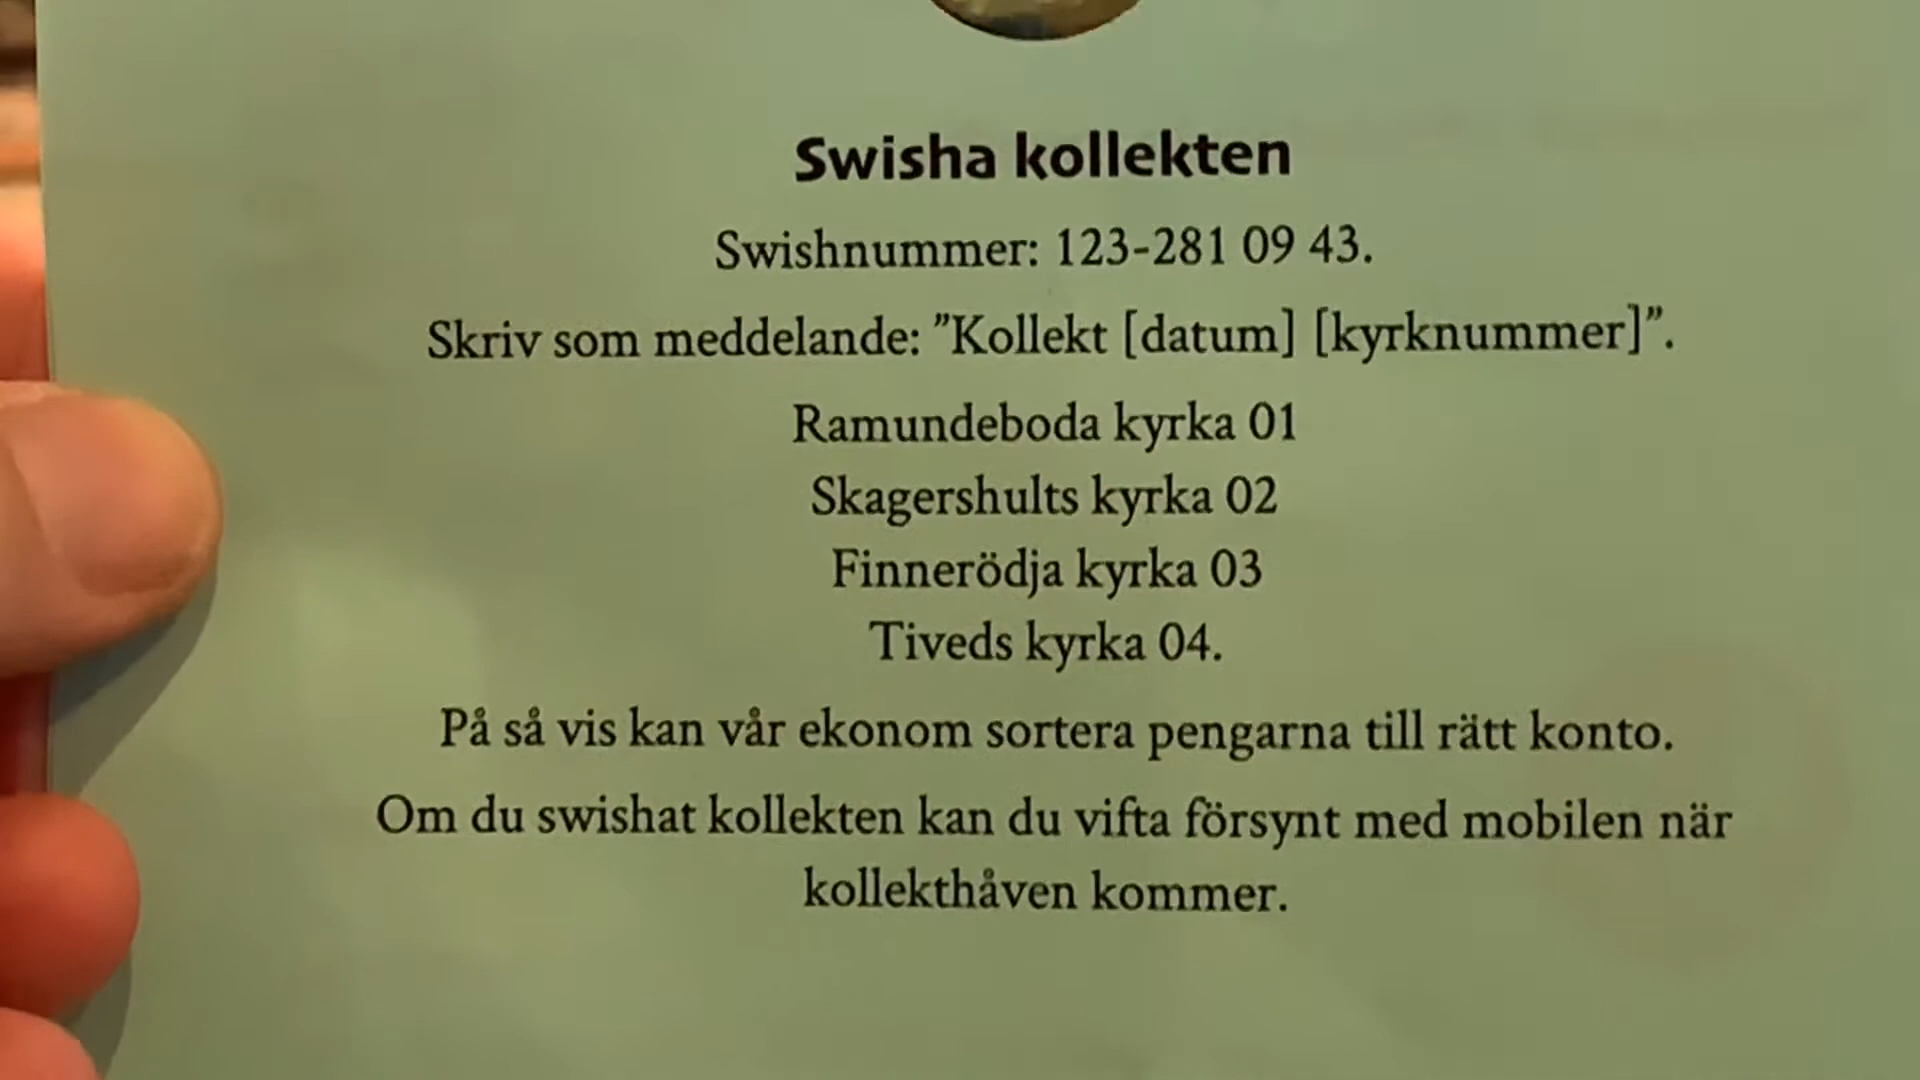 Swisha kollekten
Swishnummer: 123-281 09 43.
Skriv som meddelande: ”Kollekt [datum] [kyrknummer]”.
Ramundeboda kyrka 01
Skagershults kyrka 02
Finnerödja kyrka 03
Tiveds kyrka 04.
På så vis kan vår ekonom sortera pengarna till rätt konto.
Om du swishat kollekten kan du vifta försynt med mobilen när
kollekthåven kommer.